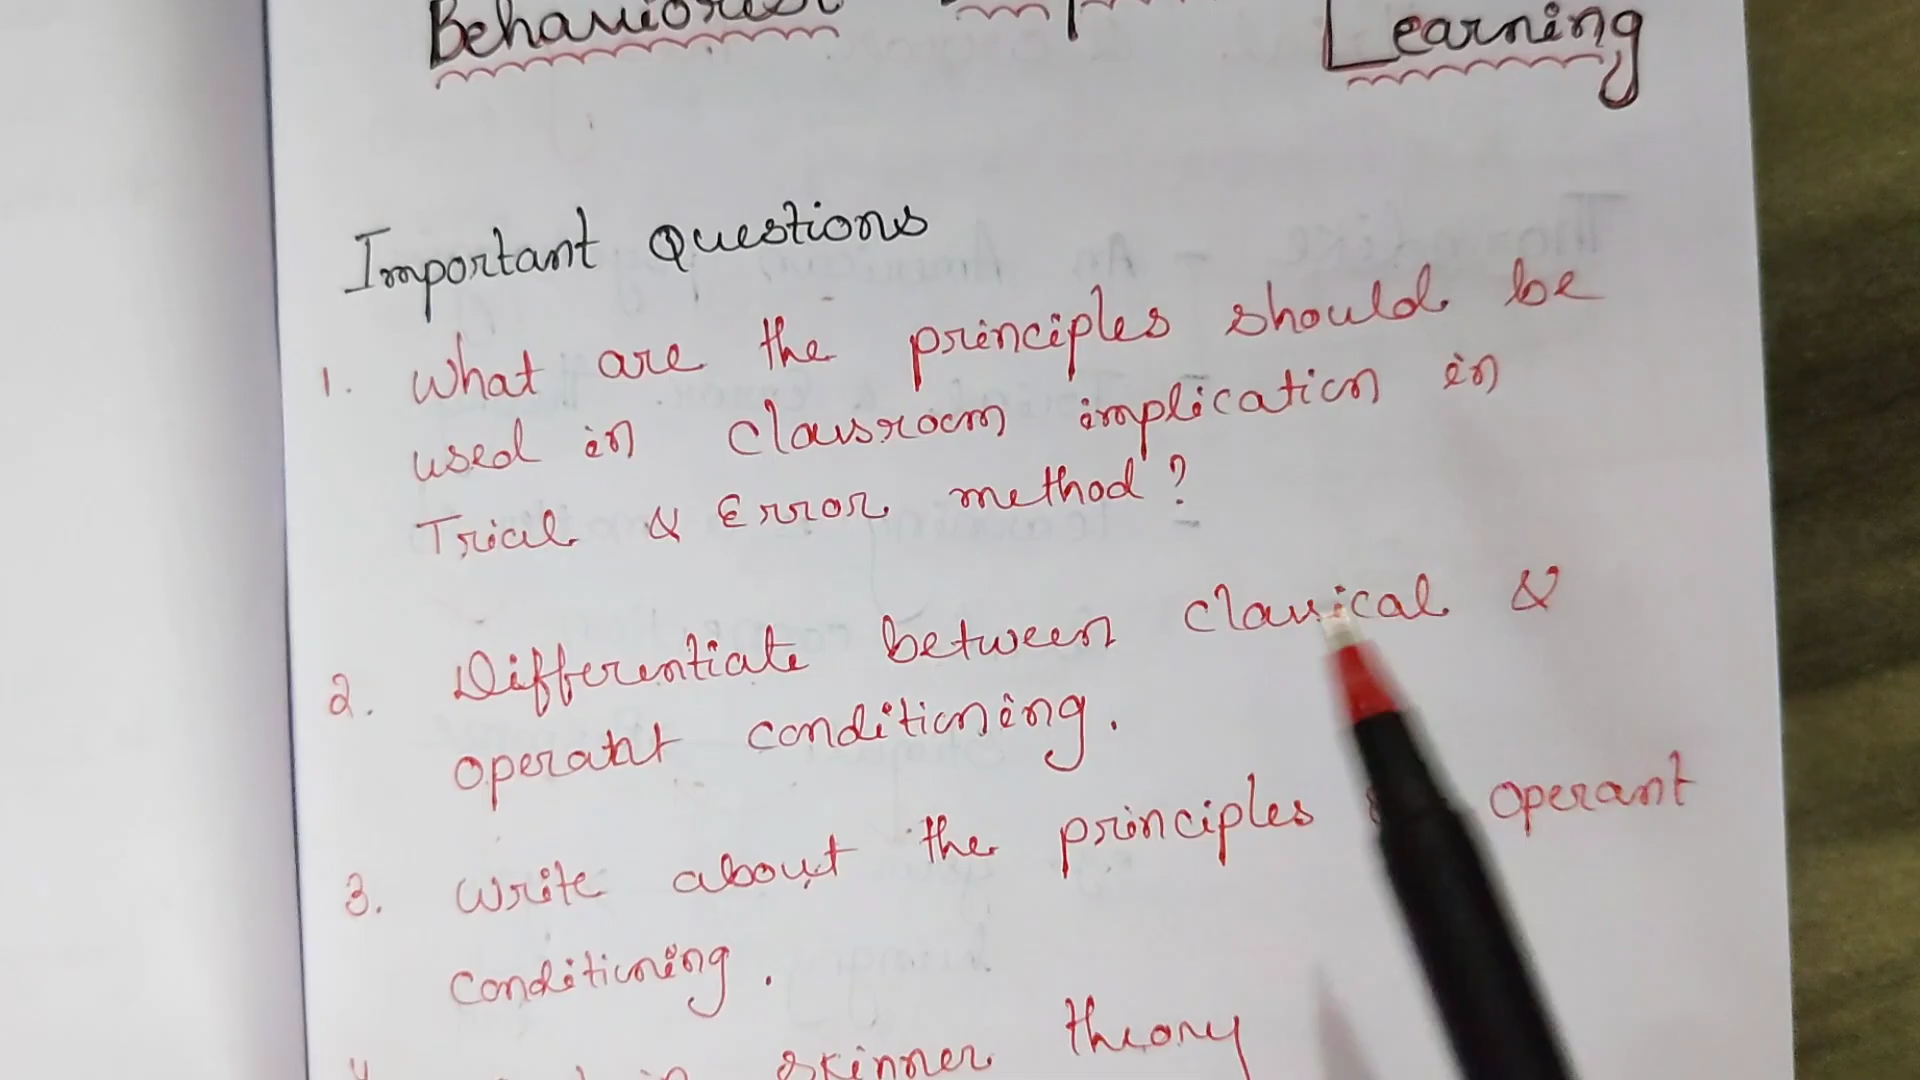 Behaviorist Learning
Important Questions
1. What are the principles should be
used in classroom implication in
Trial & Error method?
2. Differentiate between classical &
operant conditioning.
3. Write about the principles operant
conditioning.
skinner theory